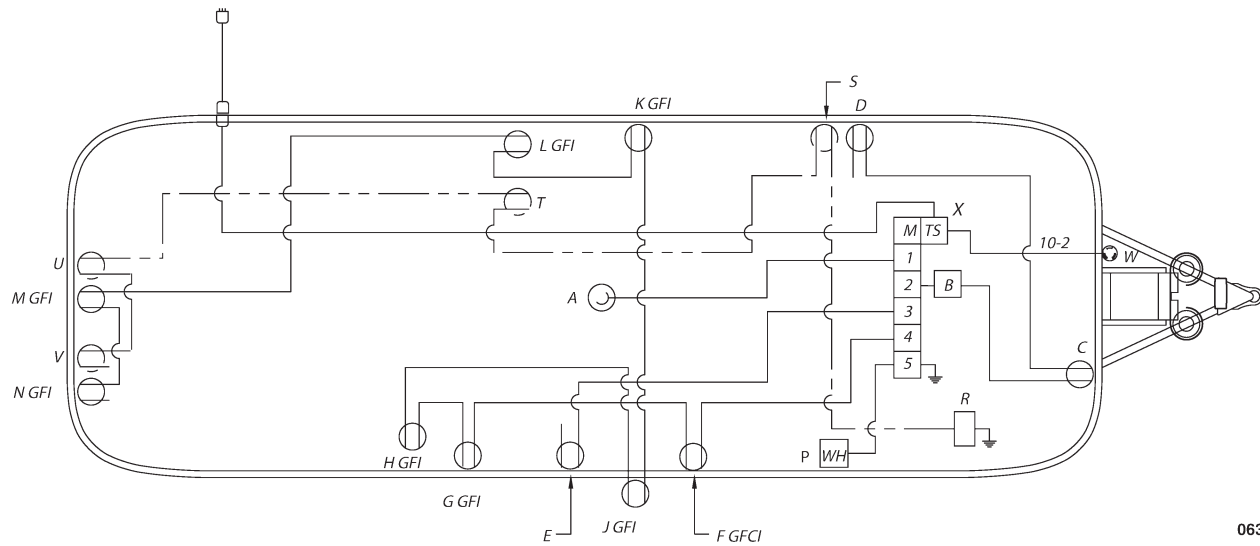 S
K GFI
D
L GFI
T
X
M
TS
10-2
W
U
1
M GFI
A
2
B
3
4
C
V
5
N GFI
R
H GFI
P
WH
G GFI
E
J GFI
F GFCI
063